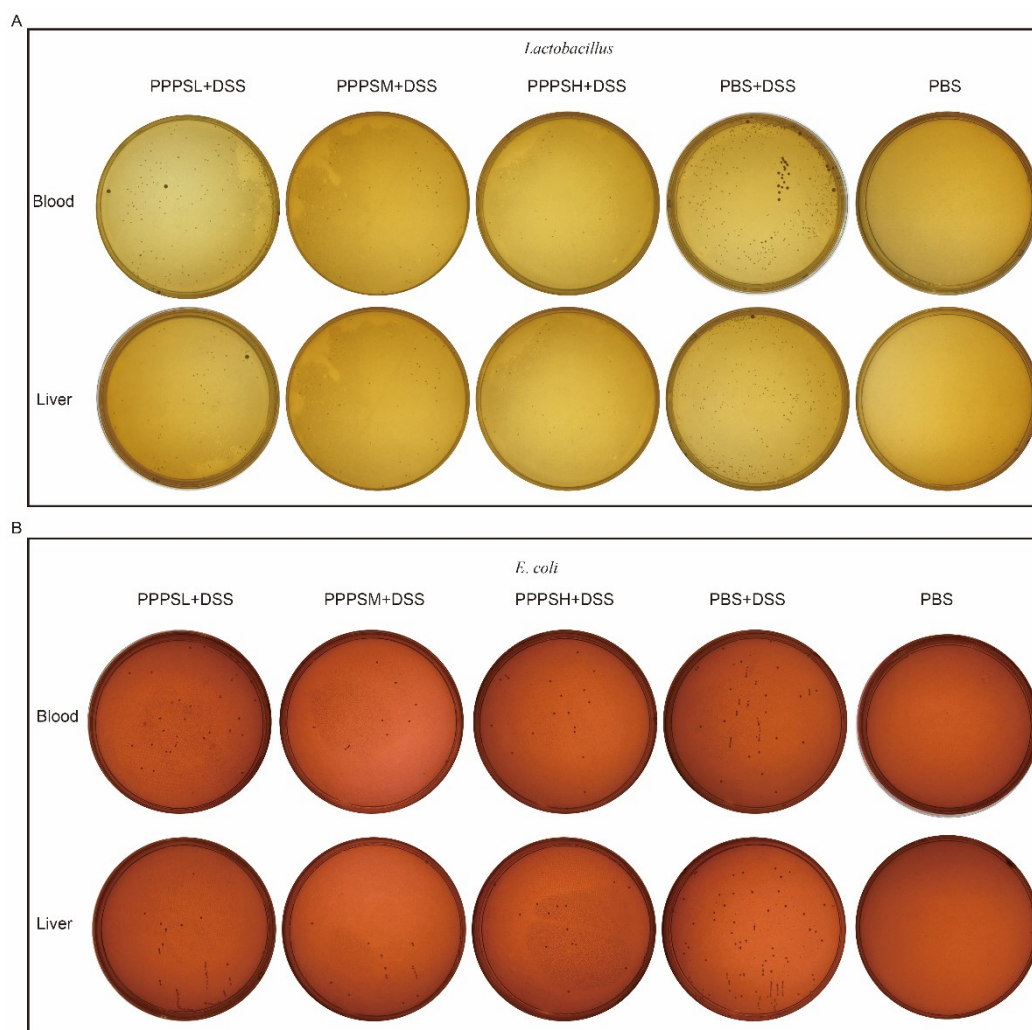 A
Lactobacillus
PPPSL+DSS PPPSM+DSS PPPSH+DSS PBS+DSS PBS
Blood
Liver
B
E. coli
PPPSL+DSS PPPSM+DSS PPPSH+DSS PBS+DSS PBS
Blood
Liver